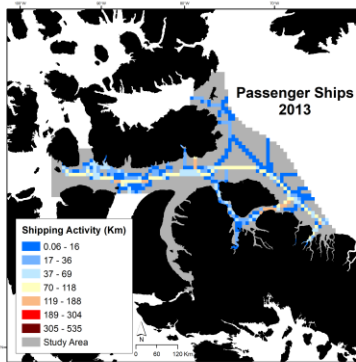 Passenger Ships
2013
Shipping Activity (Km)
0.06 - 16
17 - 36
37 - 69
70 - 118
119 - 188
189 - 304
305 - 535
Study Area
N
0 30 60 120 Km